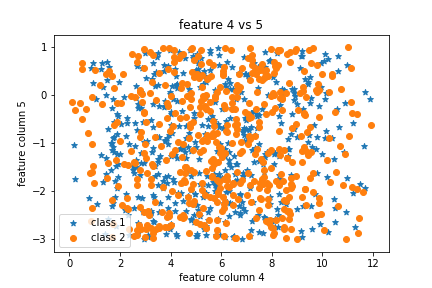 feature 4 vs 5
feature column 5
1
0
−1
−2
−3
class 1
class 2
0
2
4
6
8
10
12
feature column 4